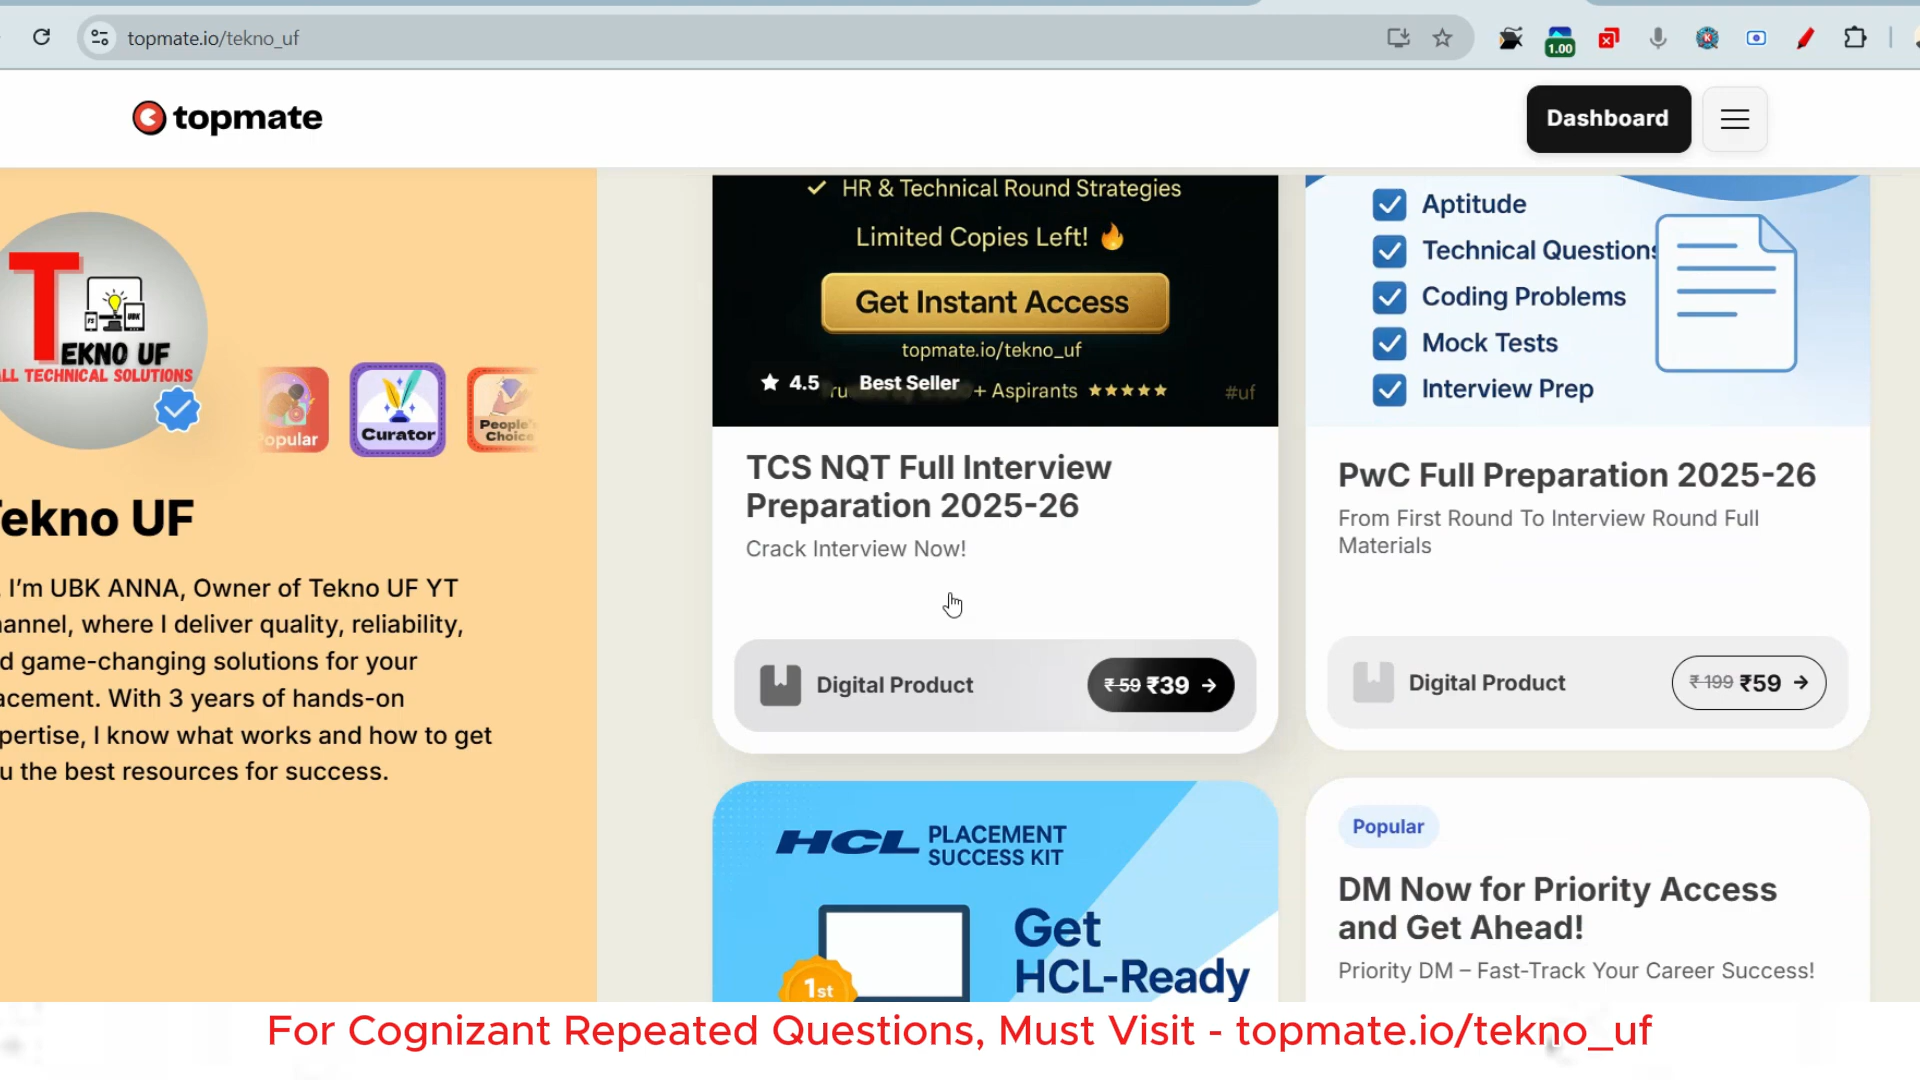 topmate.io/tekno_uf
1.00
topmate
Dashboard
TEKNO UF
ALL TECHNICAL SOLUTIONS
UBK
Popular
Curator
People's
Choice
Tekno UF
I'm UBK ANNA, Owner of Tekno UF YT
annel, where I deliver quality, reliability,
d game-changing solutions for your
acement. With 3 years of hands-on
pertise, I know what works and how to get
u the best resources for success.
HR & Technical Round Strategies
Limited Copies Left! 🔥
Get Instant Access
topmate.io/tekno_uf
★ 4.5 Best Seller + Aspirants ★★★★★ #uf
TCS NQT Full Interview
Preparation 2025-26
Crack Interview Now!
Digital Product ₹ 59 ₹39 →
Aptitude
Technical Questions
Coding Problems
Mock Tests
Interview Prep
PwC Full Preparation 2025-26
From First Round To Interview Round Full
Materials
Digital Product ₹ 199 ₹59 →
HCL PLACEMENT
SUCCESS KIT
Get
HCL-Ready
1st
Popular
DM Now for Priority Access
and Get Ahead!
Priority DM – Fast-Track Your Career Success!
For Cognizant Repeated Questions, Must Visit - topmate.io/tekno_uf